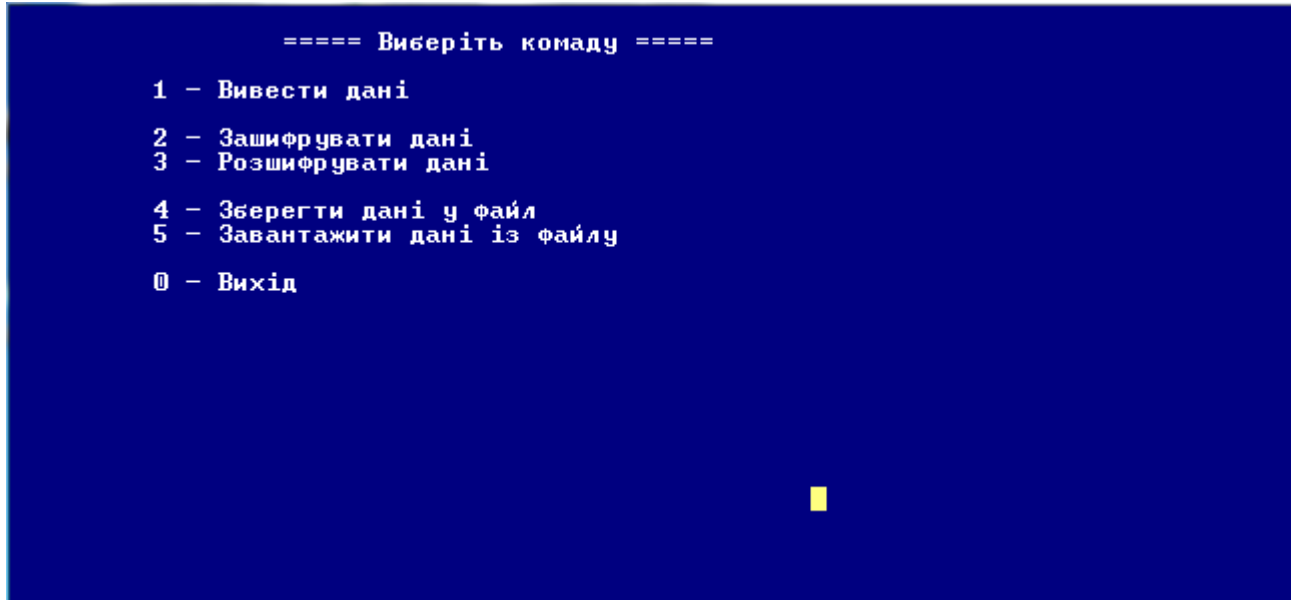 ===== Виберіть комаду =====
1 - Вивести дані
2 - Зашифрувати дані
3 - Розшифрувати дані
4 - Зберегти дані у файл
5 - Завантажити дані із файлу
0 - Вихід